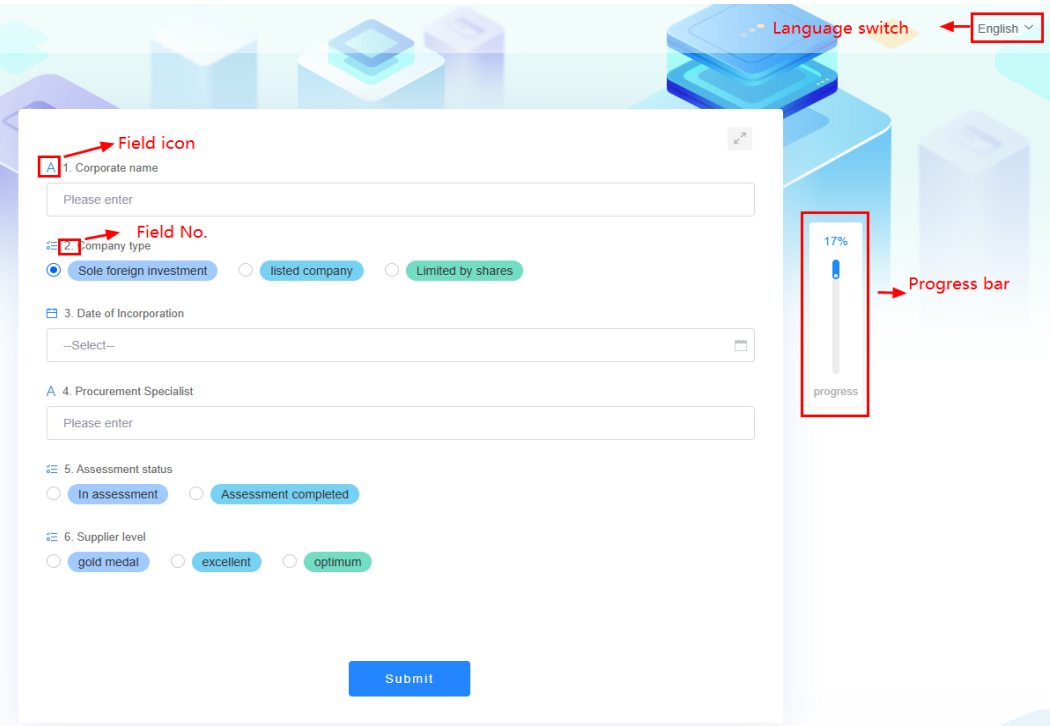 Language switch
English
Field icon
A 1. Corporate name
Please enter
Field No.
2. Company type
Sole foreign investment listed company Limited by shares
17%
Progress bar
3. Date of Incorporation
--Select--
progress
A 4. Procurement Specialist
Please enter
5. Assessment status
In assessment Assessment completed
6. Supplier level
gold medal excellent optimum
Submit